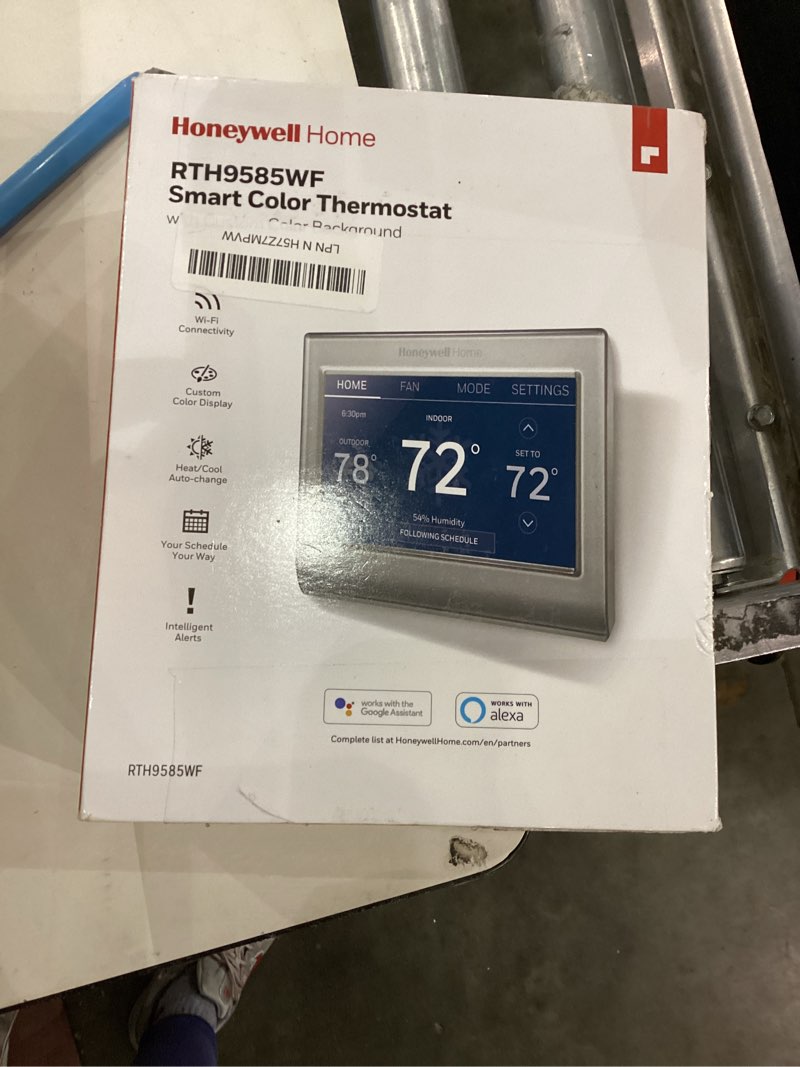 Honeywell Home
RTH9585WF
Smart Color Thermostat
Color Background
LPN N H57Z7MPVW
Wi-Fi
Connectivity
Custom
Color Display
Heat/Cool
Auto-change
Your Schedule
Your Way
Intelligent
Alerts
Honeywell Home
HOME FAN MODE SETTINGS
6:30pm
INDOOR
OUTDOOR
78°
72°
SET TO
72°
54% Humidity
FOLLOWING SCHEDULE
works with the
Google Assistant
WORKS WITH
alexa
Complete list at HoneywellHome.com/en/partners
RTH9585WF